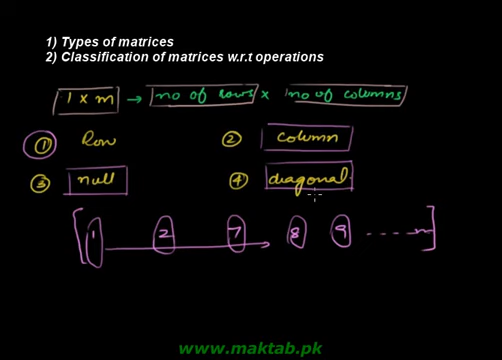 1) Types of matrices
2) Classification of matrices w.r.t operations
1 × m → no of rows × no of columns
① Row ② column
③ null ④ diagonal
[ 1 2 7 8 9 ---- m ]
www.maktab.pk